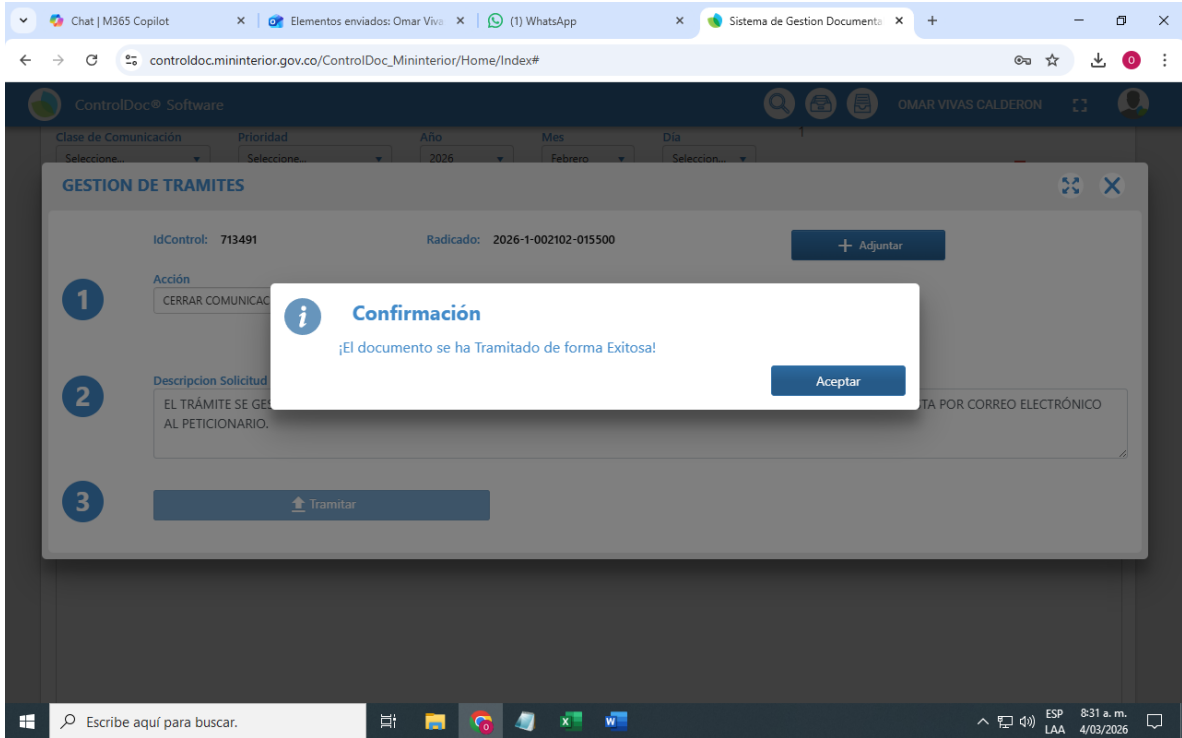 Chat | M365 Copilot
Elementos enviados: Omar Viva
(1) WhatsApp
Sistema de Gestion Documenta
controldoc.mininterior.gov.co/ControlDoc_Mininterior/Home/Index#
O
ControlDoc® Software
OMAR VIVAS CALDERON
Clase de Comunicación Prioridad Año Mes Día
1
Seleccione... Seleccione... 2026 Febrero Seleccion...
GESTION DE TRAMITES
IdControl: 713491 Radicado: 2026-1-002102-015500
Adjuntar
1
Acción
CERRAR COMUNICAC
Confirmación
¡El documento se ha Tramitado de forma Exitosa!
Aceptar
2
Descripcion Solicitud
EL TRÁMITE SE GES TA POR CORREO ELECTRÓNICO
AL PETICIONARIO.
3
Tramitar
Escribe aquí para buscar.
ESP
LAA
8:31 a. m.
4/03/2026